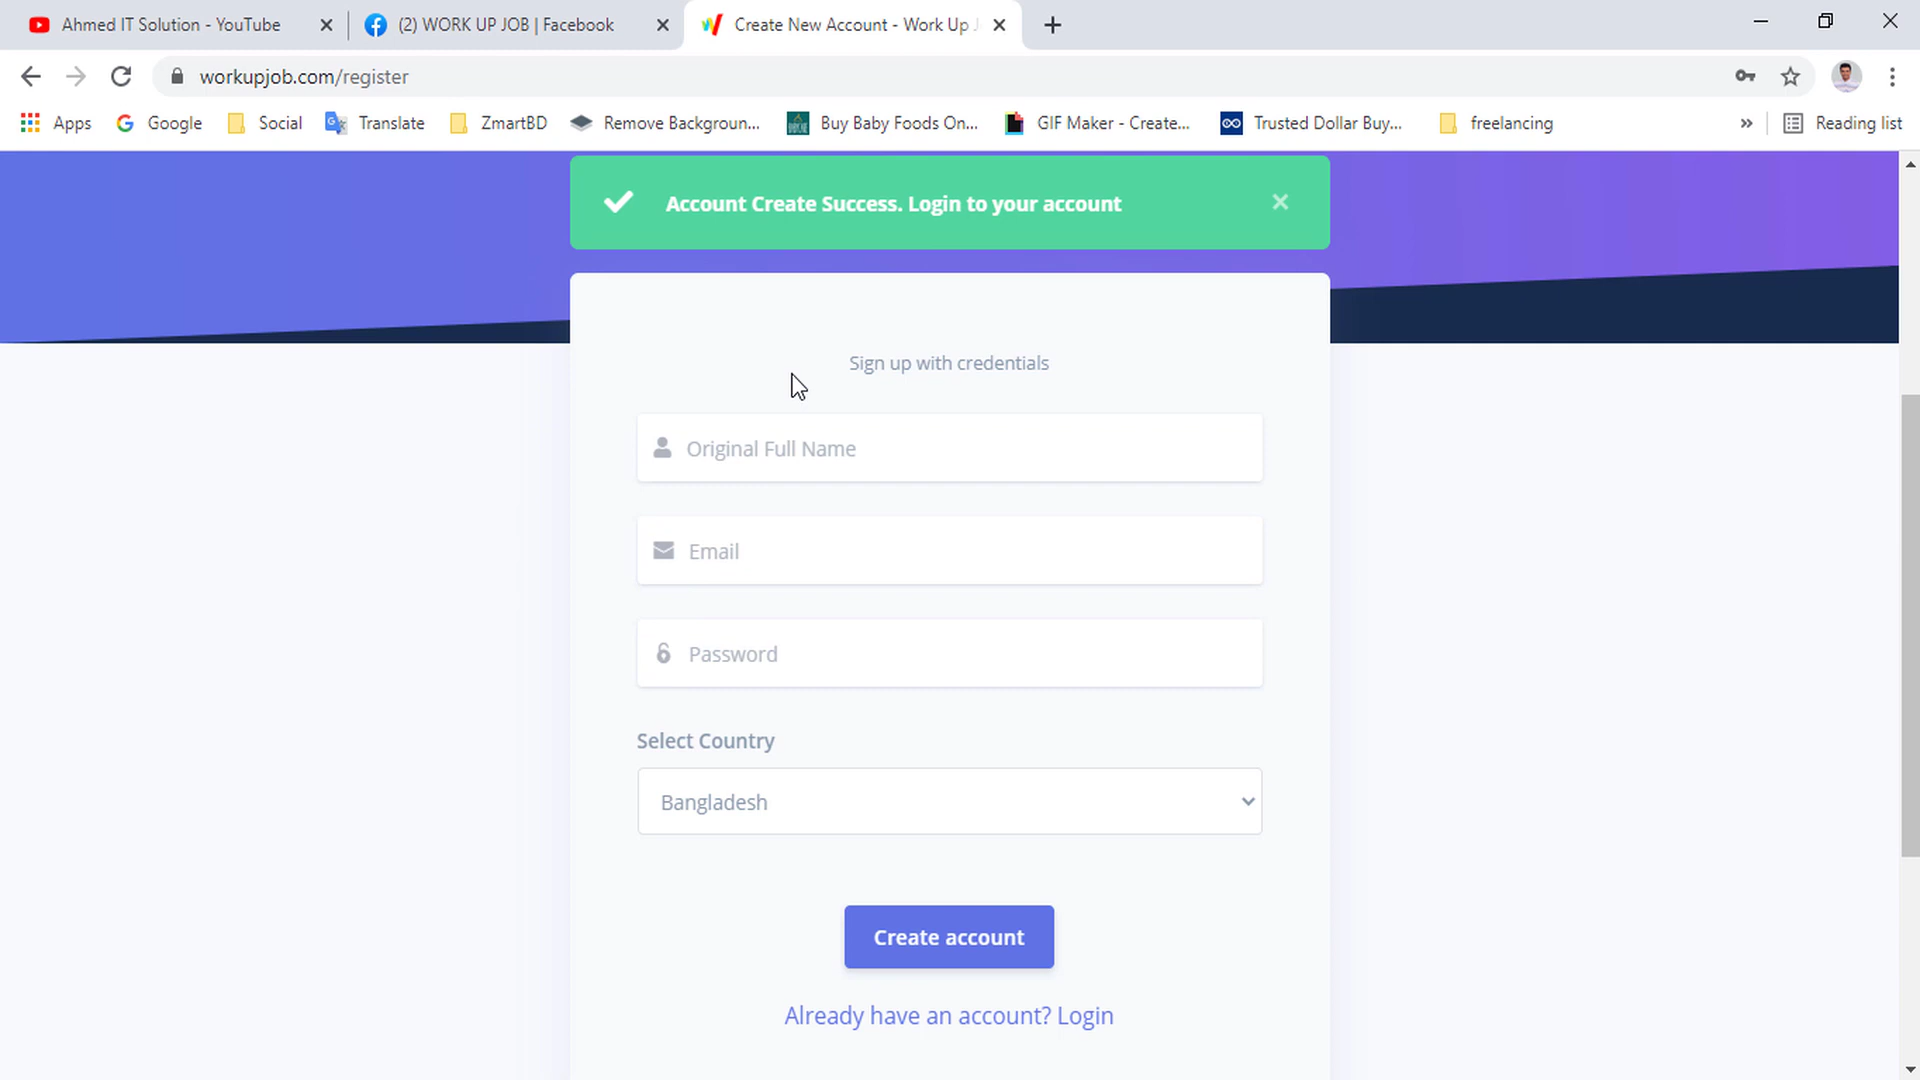 Ahmed IT Solution - YouTube
(2) WORK UP JOB | Facebook
Create New Account - Work Up J
workupjob.com/register
Apps
Google
Social
Translate
ZmartBD
Remove Backgroun...
Buy Baby Foods On...
GIF Maker - Create...
Trusted Dollar Buy...
freelancing
»
Reading list
Account Create Success. Login to your account
Sign up with credentials
Original Full Name
Email
Password
Select Country
Bangladesh
Create account
Already have an account? Login